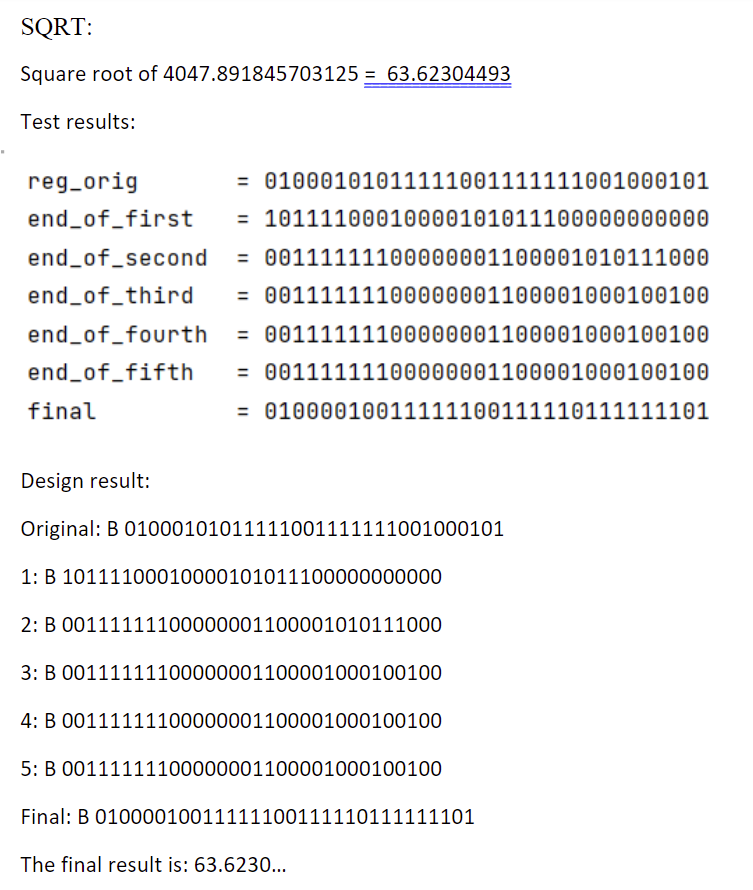 SQRT:
Square root of 4047.891845703125 = 63.62304493
Test results:
reg_orig = 01000101011111001111111001000101
end_of_first = 10111100010000101011100000000000
end_of_second = 00111111100000001100001010111000
end_of_third = 00111111100000001100001000100100
end_of_fourth = 00111111100000001100001000100100
end_of_fifth = 00111111100000001100001000100100
final = 01000010011111100111110111111101
Design result:
Original: B 01000101011111001111111001000101
1: B 10111100010000101011100000000000
2: B 00111111100000001100001010111000
3: B 00111111100000001100001000100100
4: B 00111111100000001100001000100100
5: B 00111111100000001100001000100100
Final: B 01000010011111100111110111111101
The final result is: 63.6230...